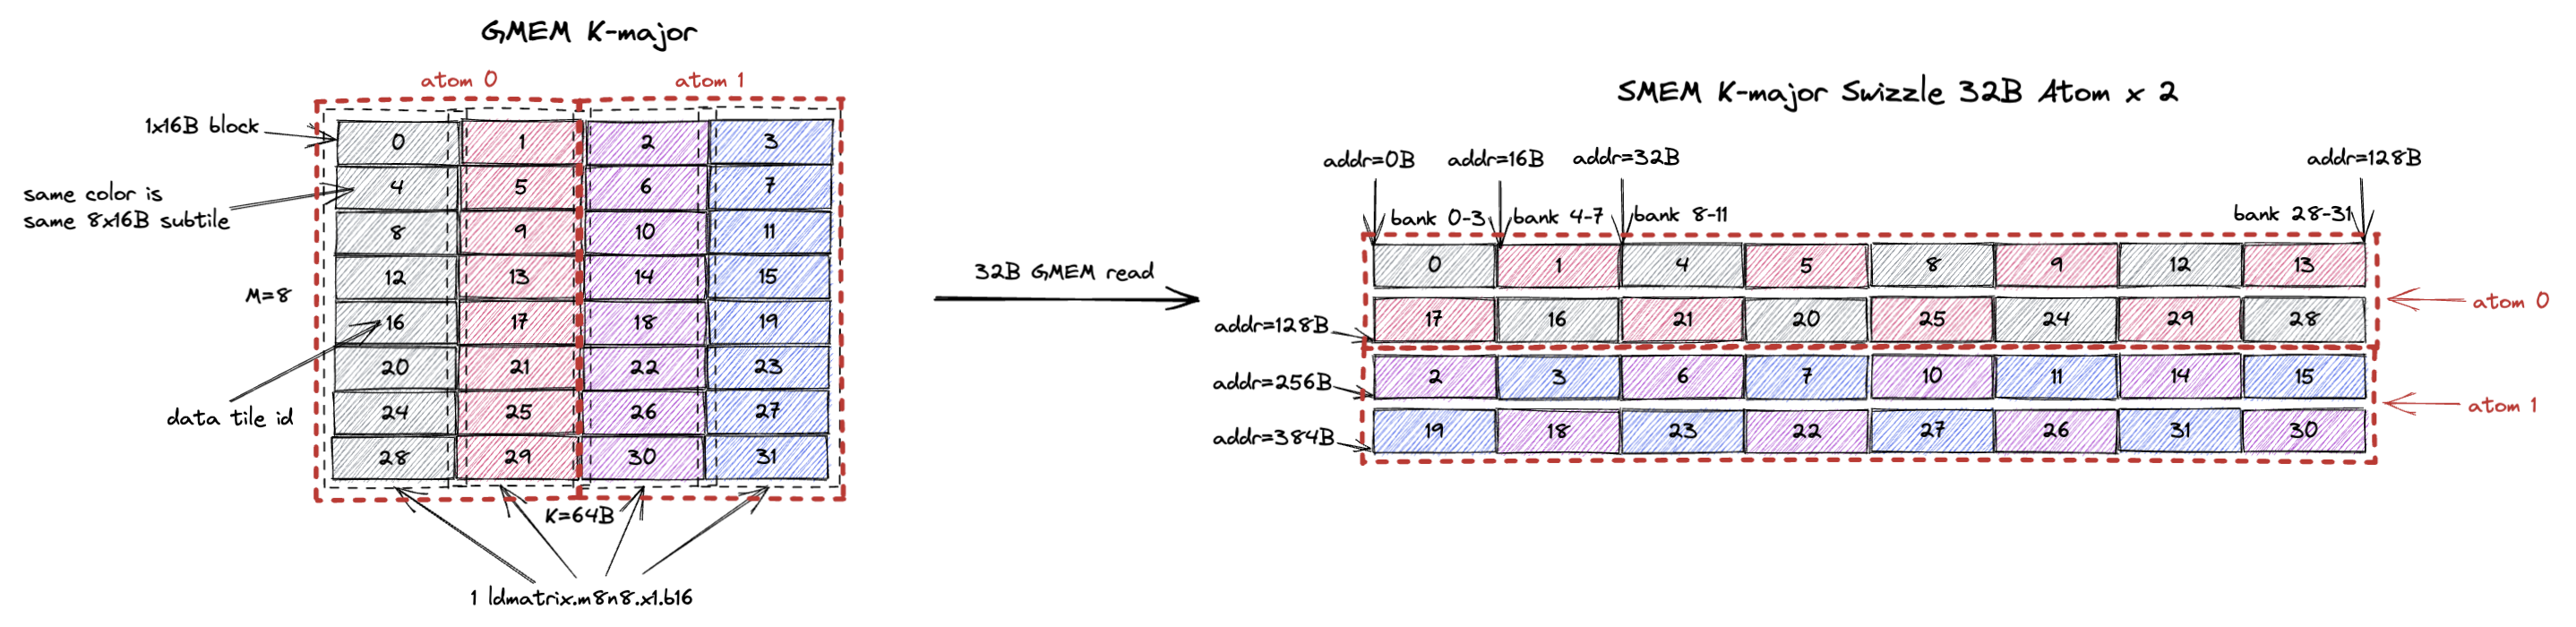 GMEM K-major
atom 0
atom 1
1x16B block
0 1 2 3
same color is
same 8x16B subtile
4 5 6 7
8 9 10 11
12 13 14 15
M=8
16 17 18 19
20 21 22 23
data tile id
24 25 26 27
28 29 30 31
K=64B
1 ldmatrix.m8n8.x1.b16
32B GMEM read
SMEM K-major Swizzle 32B Atom x 2
addr=0B addr=16B addr=32B addr=128B
bank 0-3 bank 4-7 bank 8-11 bank 28-31
0 1 4 5 8 9 12 13
atom 0
addr=128B
17 16 21 20 25 24 29 28
addr=256B
2 3 6 7 10 11 14 15
atom 1
addr=384B
19 18 23 22 27 26 31 30